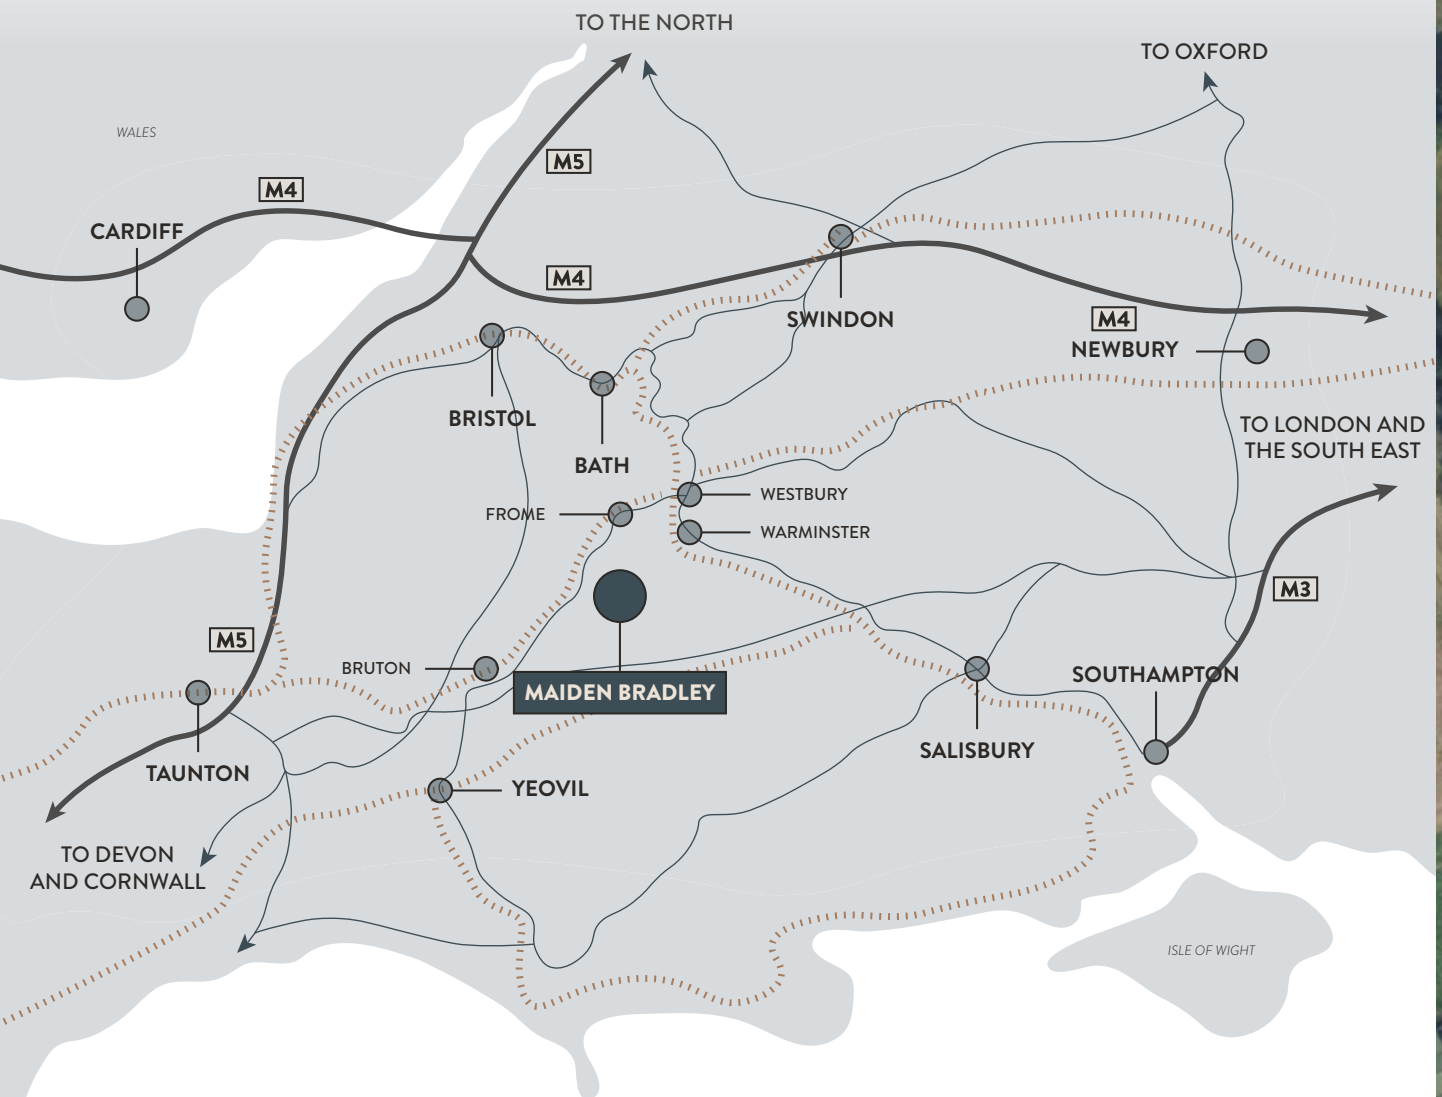 TO THE NORTH
TO OXFORD
WALES
M5
M4
CARDIFF
M4
SWINDON
M4
NEWBURY
BRISTOL
TO LONDON AND
THE SOUTH EAST
BATH
WESTBURY
FROME
WARMINSTER
M3
M5
BRUTON
SOUTHAMPTON
MAIDEN BRADLEY
SALISBURY
TAUNTON
YEOVIL
TO DEVON
AND CORNWALL
ISLE OF WIGHT